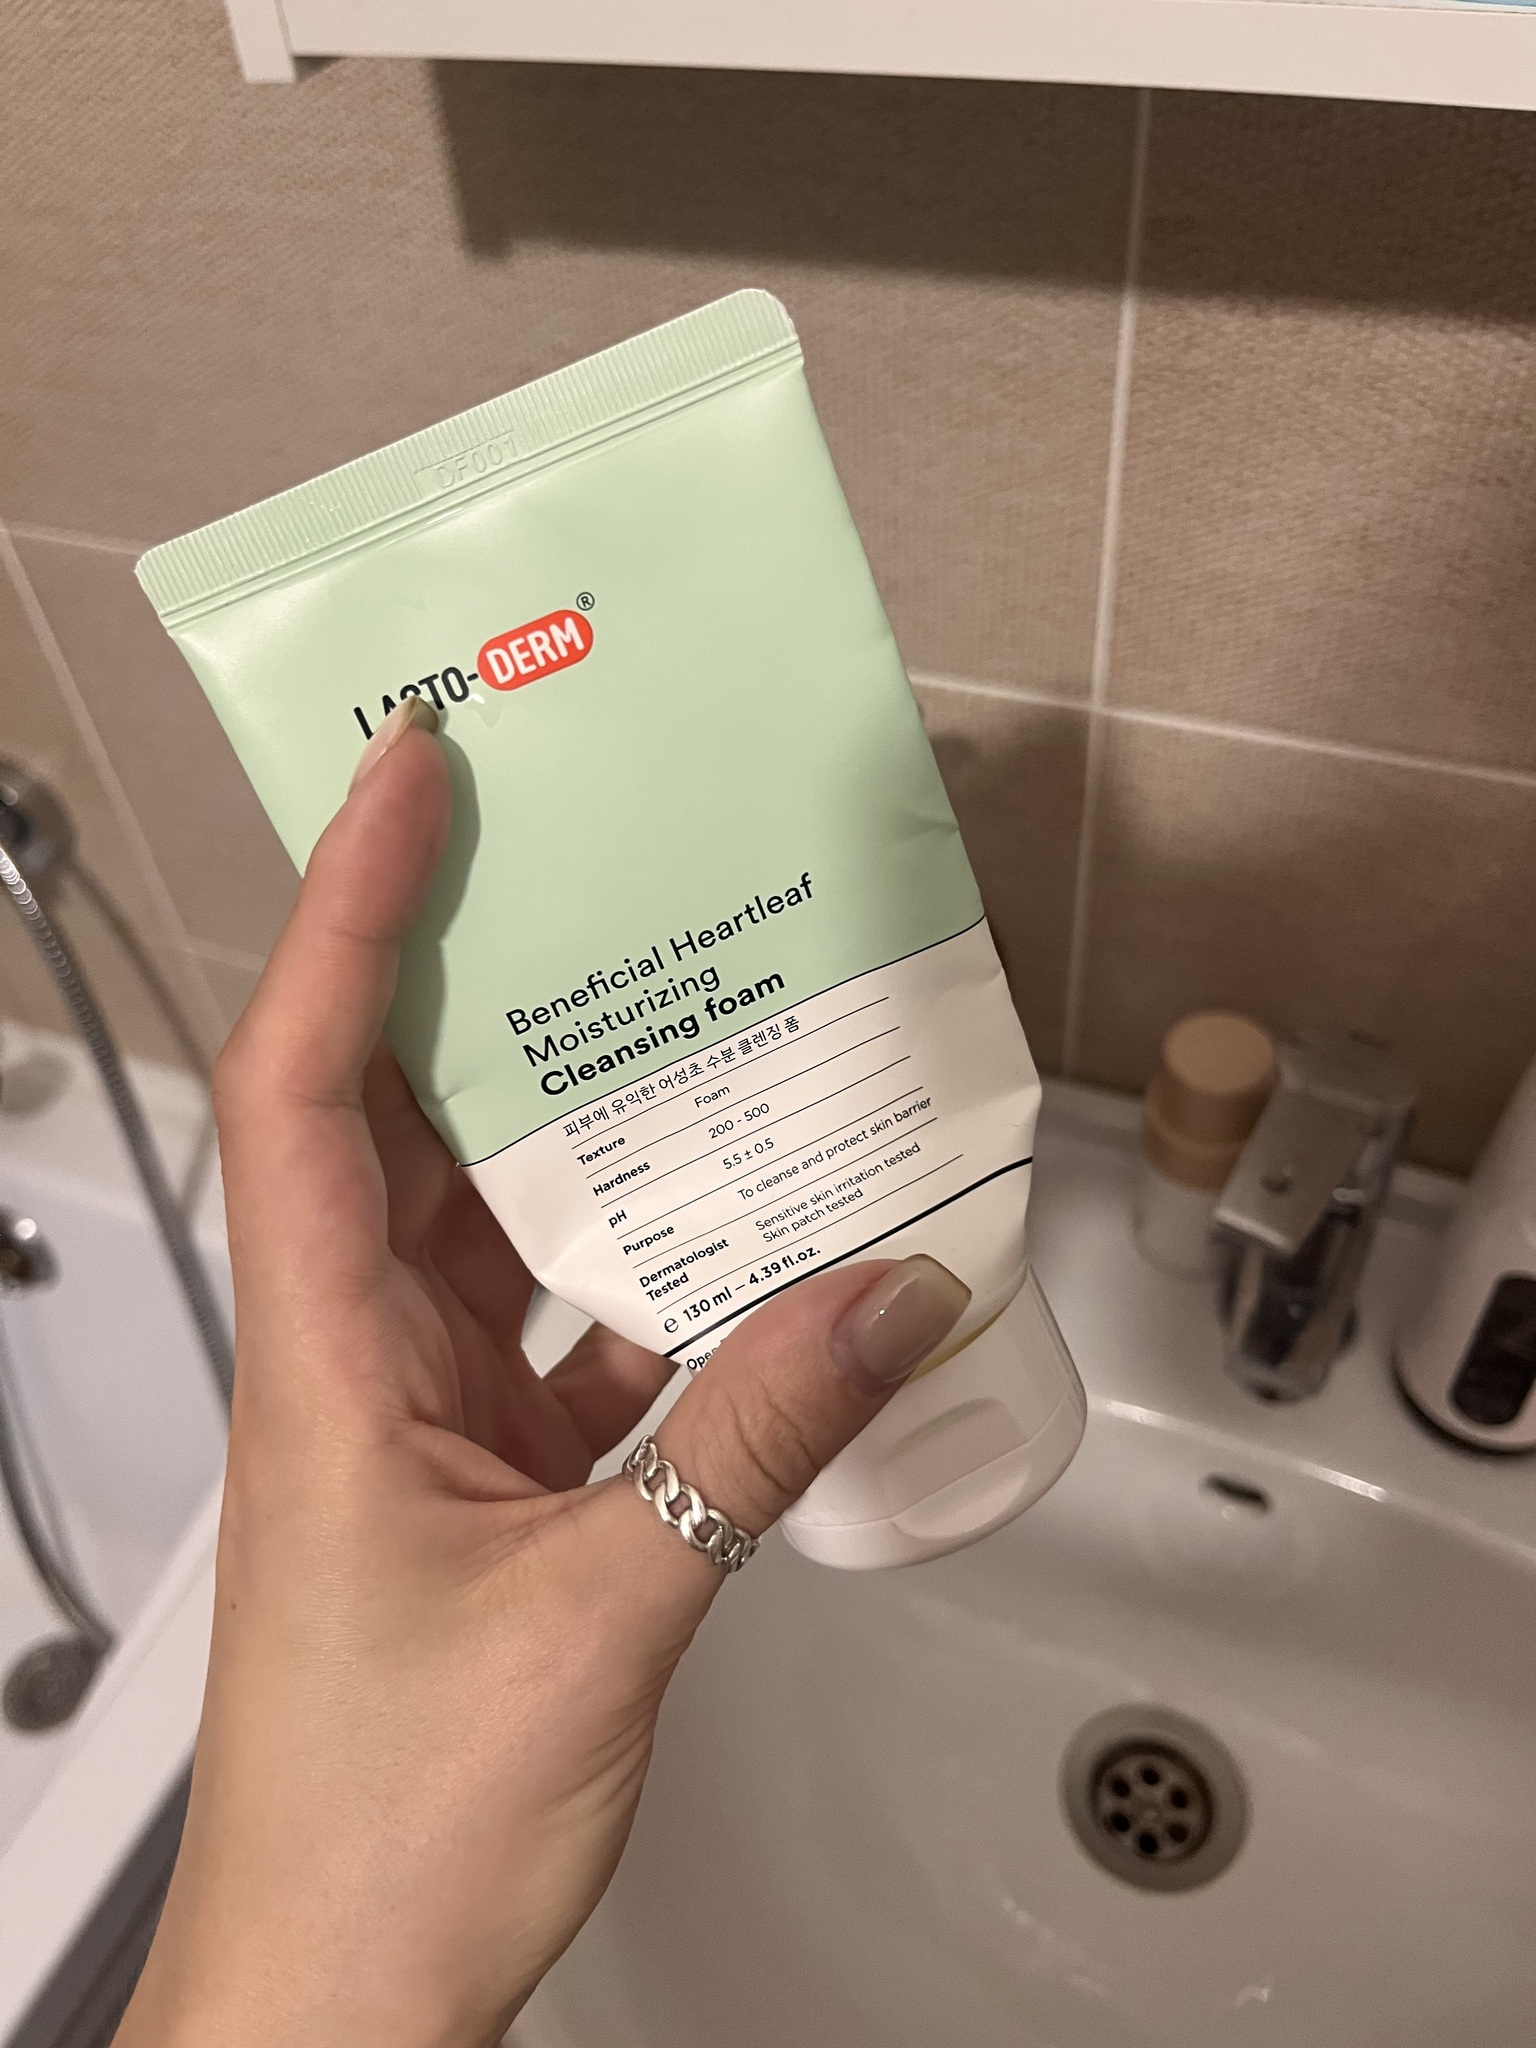 DF001
LACTO-DERM®
Beneficial Heartleaf
Moisturizing
Cleansing foam
피부에 유익한 어성초 수분 클렌징 폼
Texture Foam
Hardness 200 - 500
pH 5.5 ± 0.5
Purpose To cleanse and protect skin barrier
Dermatologist Tested Sensitive skin irritation tested
Skin patch tested
℮ 130 ml – 4.39 fl.oz.